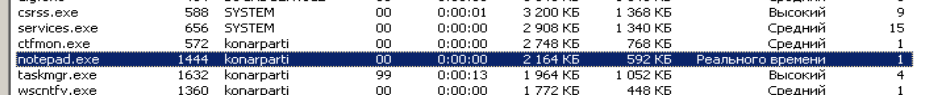 csrss.exe 588 SYSTEM 00 0:00:01 3 200 КБ 1 368 КБ Высокий 9
services.exe 656 SYSTEM 00 0:00:00 2 908 КБ 1 340 КБ Средний 15
ctfmon.exe 572 konarparti 00 0:00:00 2 748 КБ 768 КБ Средний 1
notepad.exe 1444 konarparti 00 0:00:00 2 164 КБ 592 КБ Реального времени 1
taskmgr.exe 1632 konarparti 99 0:00:13 1 964 КБ 1 052 КБ Высокий 4
wscntfy.exe 1360 konarparti 00 0:00:00 1 772 КБ 448 КБ Средний 1